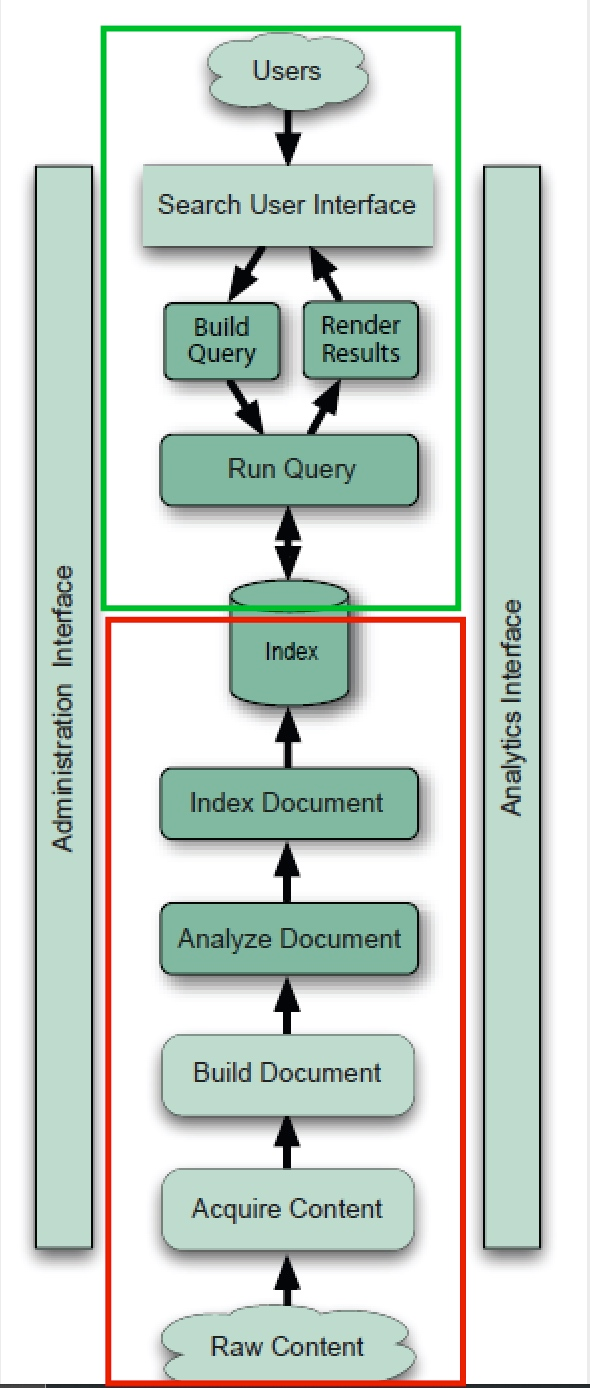 Users
Search User Interface
Build
Query
Render
Results
Run Query
Index
Index Document
Analyze Document
Build Document
Acquire Content
Raw Content
Administration Interface
Analytics Interface